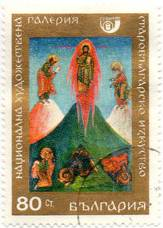 НАЦИОНАЛНА ХУДОЖЕСТВЕНА
ГАЛЕРИЯ
СТАРОБЪЛГАРСКО ИЗКУСТВО
80 СТ.
БЪЛГАРИЯ